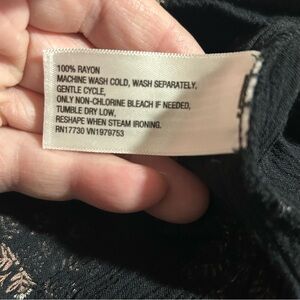 100% RAYON
MACHINE WASH COLD, WASH SEPARATELY,
GENTLE CYCLE,
ONLY NON-CHLORINE BLEACH IF NEEDED,
TUMBLE DRY LOW,
RESHAPE WHEN STEAM IRONING.
RN17730 VN1979753